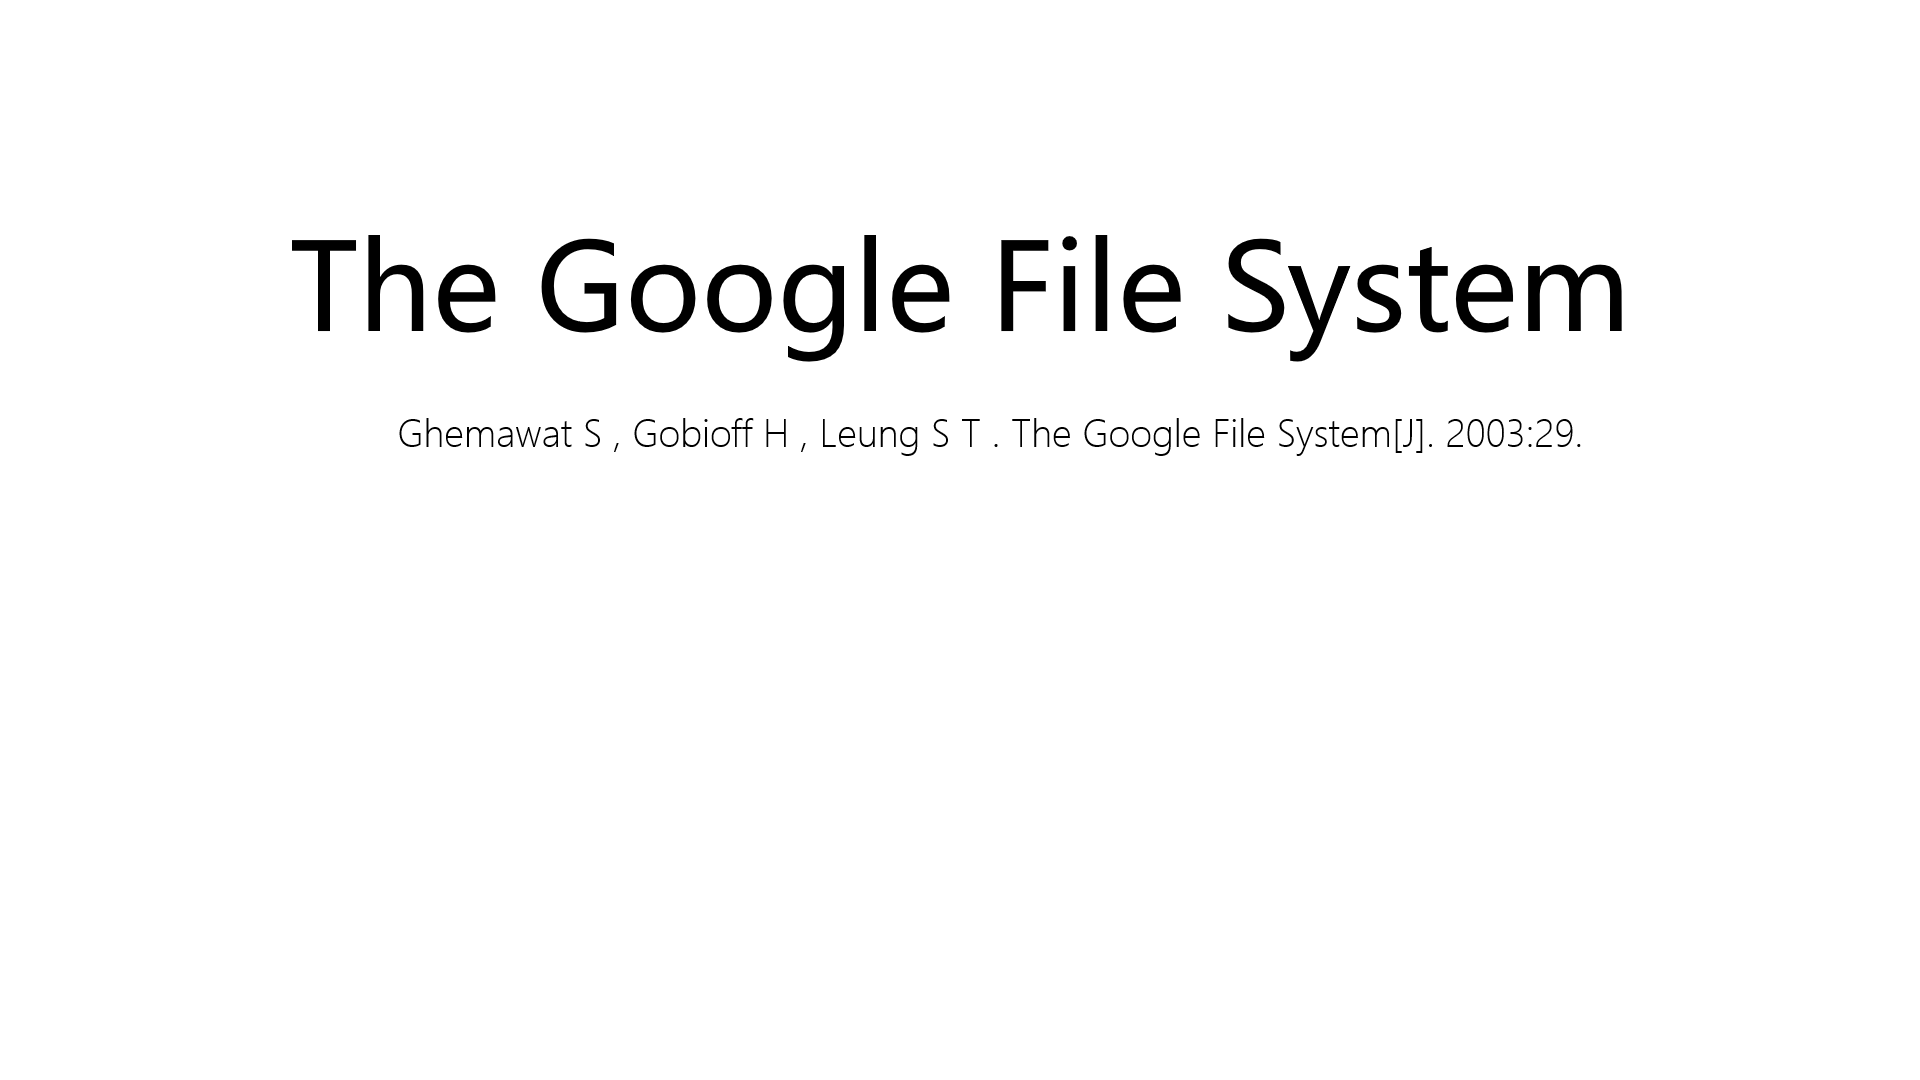 The Google File System
Ghemawat S , Gobioff H , Leung S T . The Google File System[J]. 2003:29.